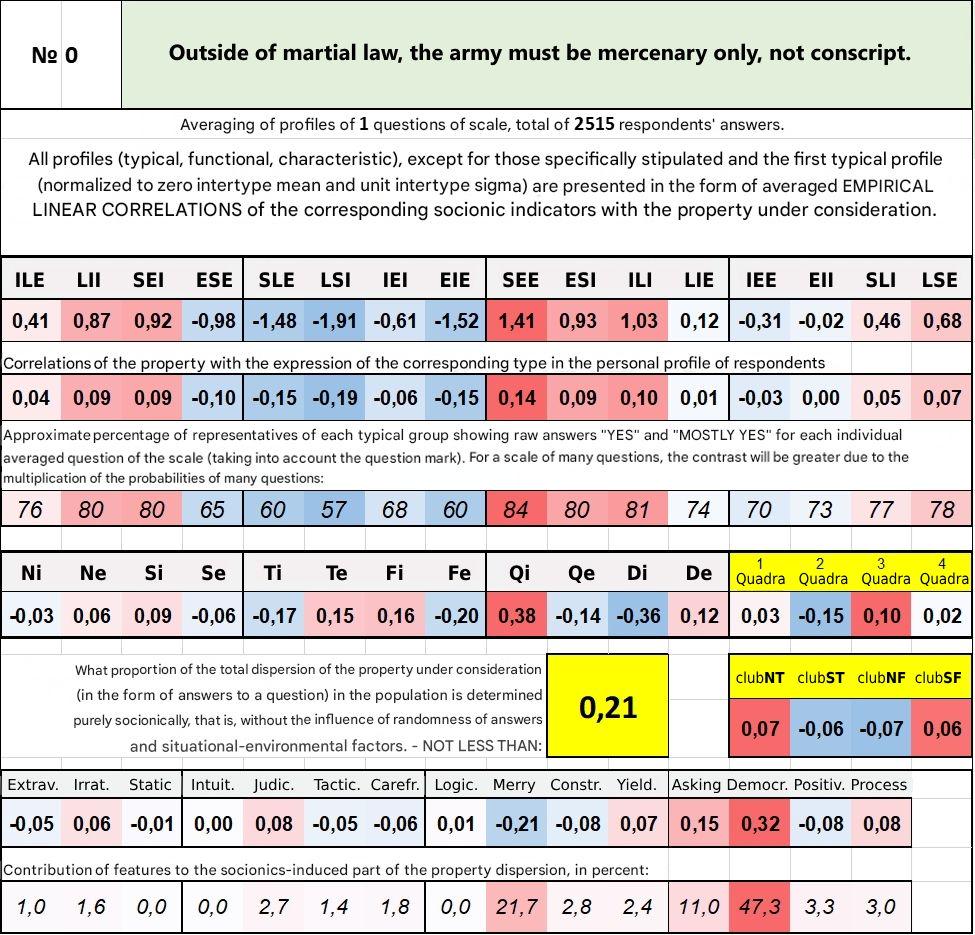 № 0
Outside of martial law, the army must be mercenary only, not conscript.
Averaging of profiles of 1 questions of scale, total of 2515 respondents' answers.
All profiles (typical, functional, characteristic), except for those specifically stipulated and the first typical profile
(normalized to zero intertype mean and unit intertype sigma) are presented in the form of averaged EMPIRICAL
LINEAR CORRELATIONS of the corresponding socionic indicators with the property under consideration.
ILE LII SEI ESE SLE LSI IEI EIE SEE ESI ILI LIE IEE EII SLI LSE
0,41 0,87 0,92 -0,98 -1,48 -1,91 -0,61 -1,52 1,41 0,93 1,03 0,12 -0,31 -0,02 0,46 0,68
Correlations of the property with the expression of the corresponding type in the personal profile of respondents
0,04 0,09 0,09 -0,10 -0,15 -0,19 -0,06 -0,15 0,14 0,09 0,10 0,01 -0,03 0,00 0,05 0,07
Approximate percentage of representatives of each typical group showing raw answers "YES" and "MOSTLY YES" for each individual
averaged question of the scale (taking into account the question mark). For a scale of many questions, the contrast will be greater due to the
multiplication of the probabilities of many questions:
76 80 80 65 60 57 68 60 84 80 81 74 70 73 77 78
Ni Ne Si Se Ti Te Fi Fe Qi Qe Di De 1 Quadra 2 Quadra 3 Quadra 4 Quadra
-0,03 0,06 0,09 -0,06 -0,17 0,15 0,16 -0,20 0,38 -0,14 -0,36 0,12 0,03 -0,15 0,10 0,02
What proportion of the total dispersion of the property under consideration
(in the form of answers to a question) in the population is determined
purely socionically, that is, without the influence of randomness of answers
and situational-environmental factors. - NOT LESS THAN:
0,21
clubNT clubST clubNF clubSF
0,07 -0,06 -0,07 0,06
Extrav. Irrat. Static Intuit. Judic. Tactic. Carefr. Logic. Merry Constr. Yield. Asking Democr. Positiv. Process
-0,05 0,06 -0,01 0,00 0,08 -0,05 -0,06 0,01 -0,21 -0,08 0,07 0,15 0,32 -0,08 0,08
Contribution of features to the socionics-induced part of the property dispersion, in percent:
1,0 1,6 0,0 0,0 2,7 1,4 1,8 0,0 21,7 2,8 2,4 11,0 47,3 3,3 3,0